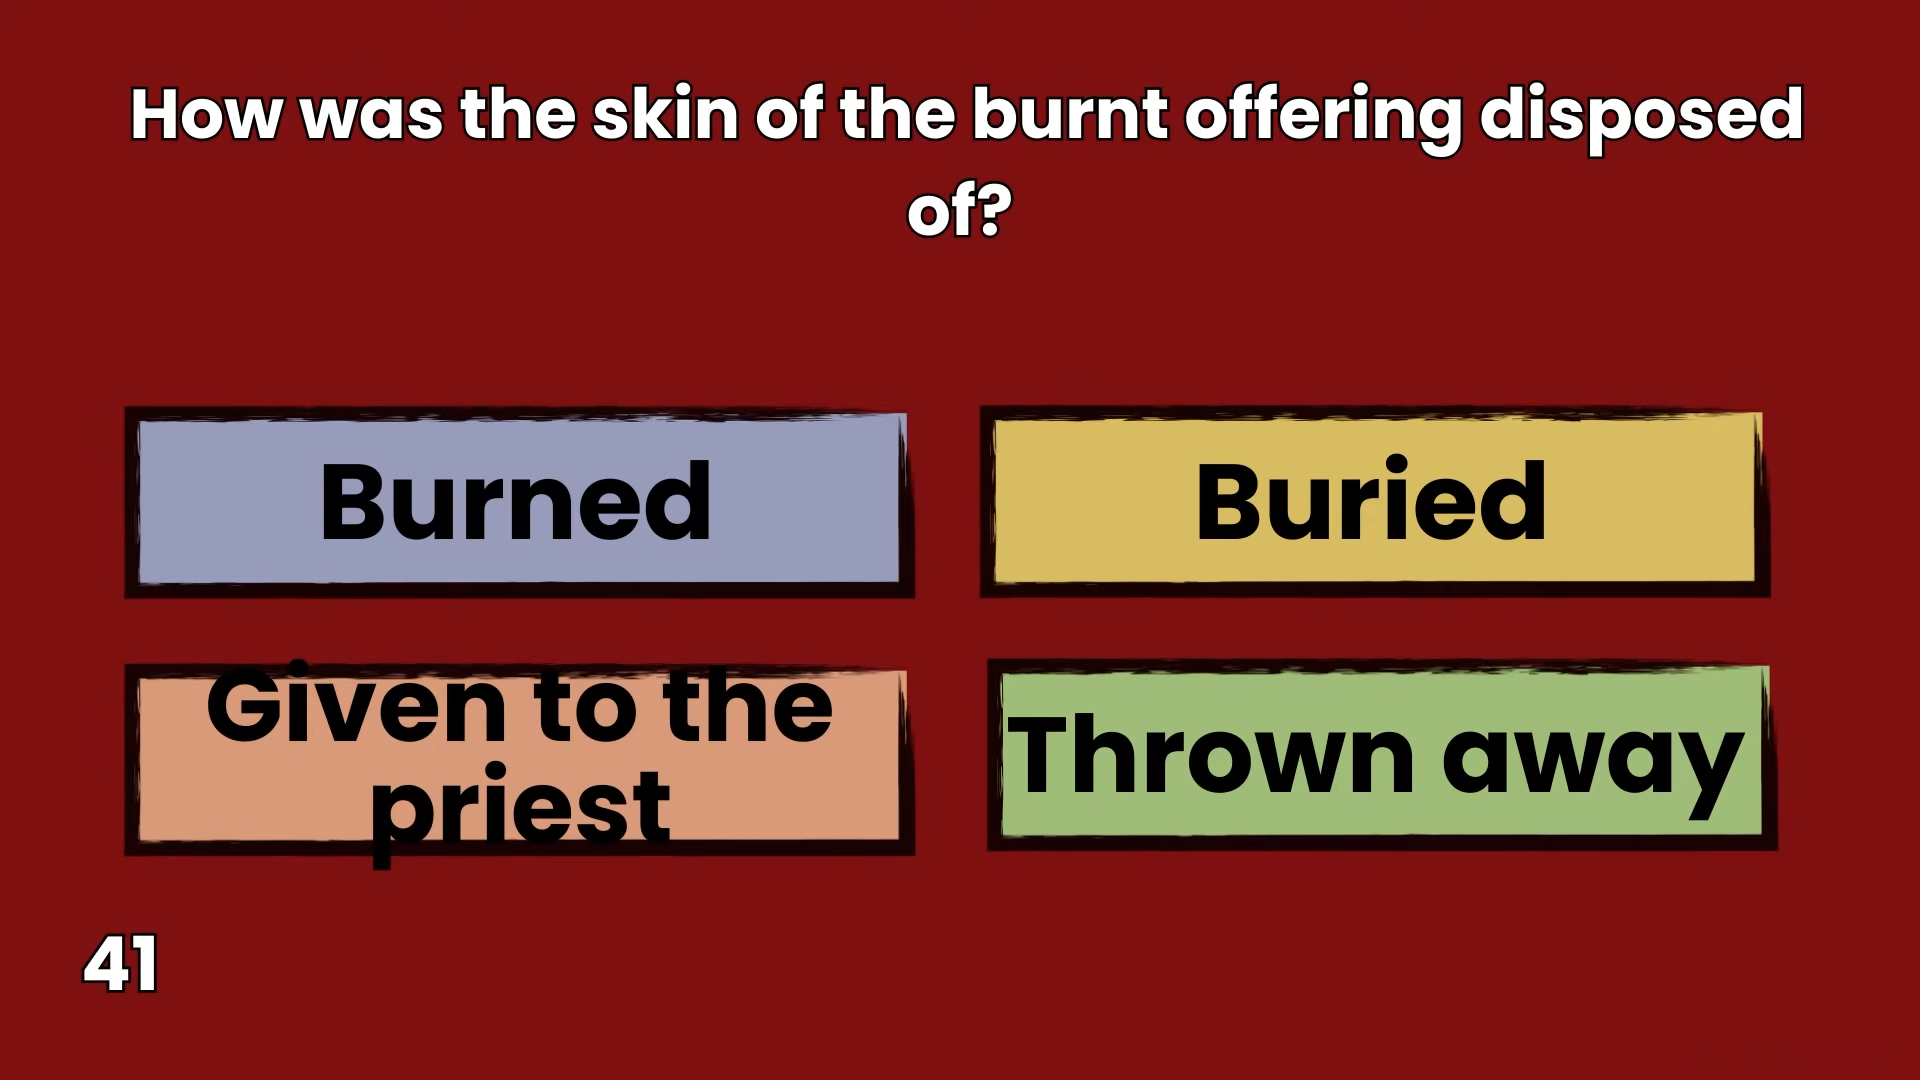 How was the skin of the burnt offering disposed
of?
Burned
Buried
Given to the
priest
Thrown away
41